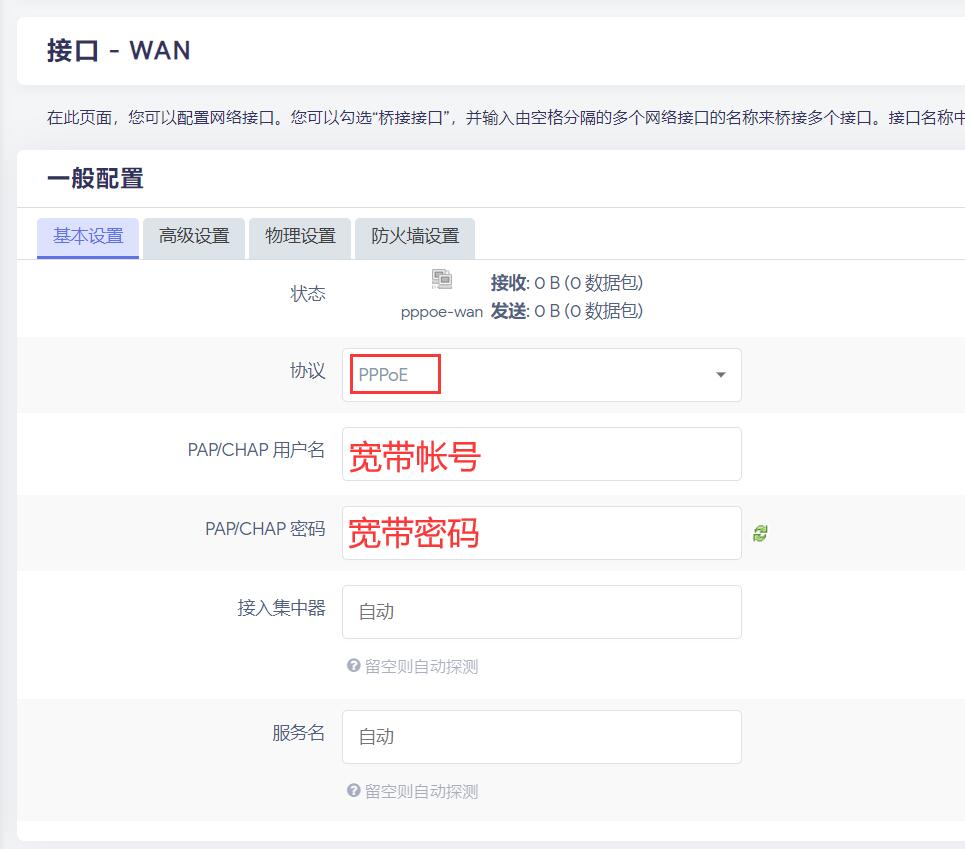 接口 - WAN
在此页面，您可以配置网络接口。您可以勾选“桥接接口”，并输入由空格分隔的多个网络接口的名称来桥接多个接口。接口名称中
一般配置
基本设置 高级设置 物理设置 防火墙设置
状态
接收: 0 B (0 数据包)
pppoe-wan 发送: 0 B (0 数据包)
协议 PPPoE
PAP/CHAP 用户名 宽带帐号
PAP/CHAP 密码 宽带密码
接入集中器 自动
留空则自动探测
服务名 自动
留空则自动探测